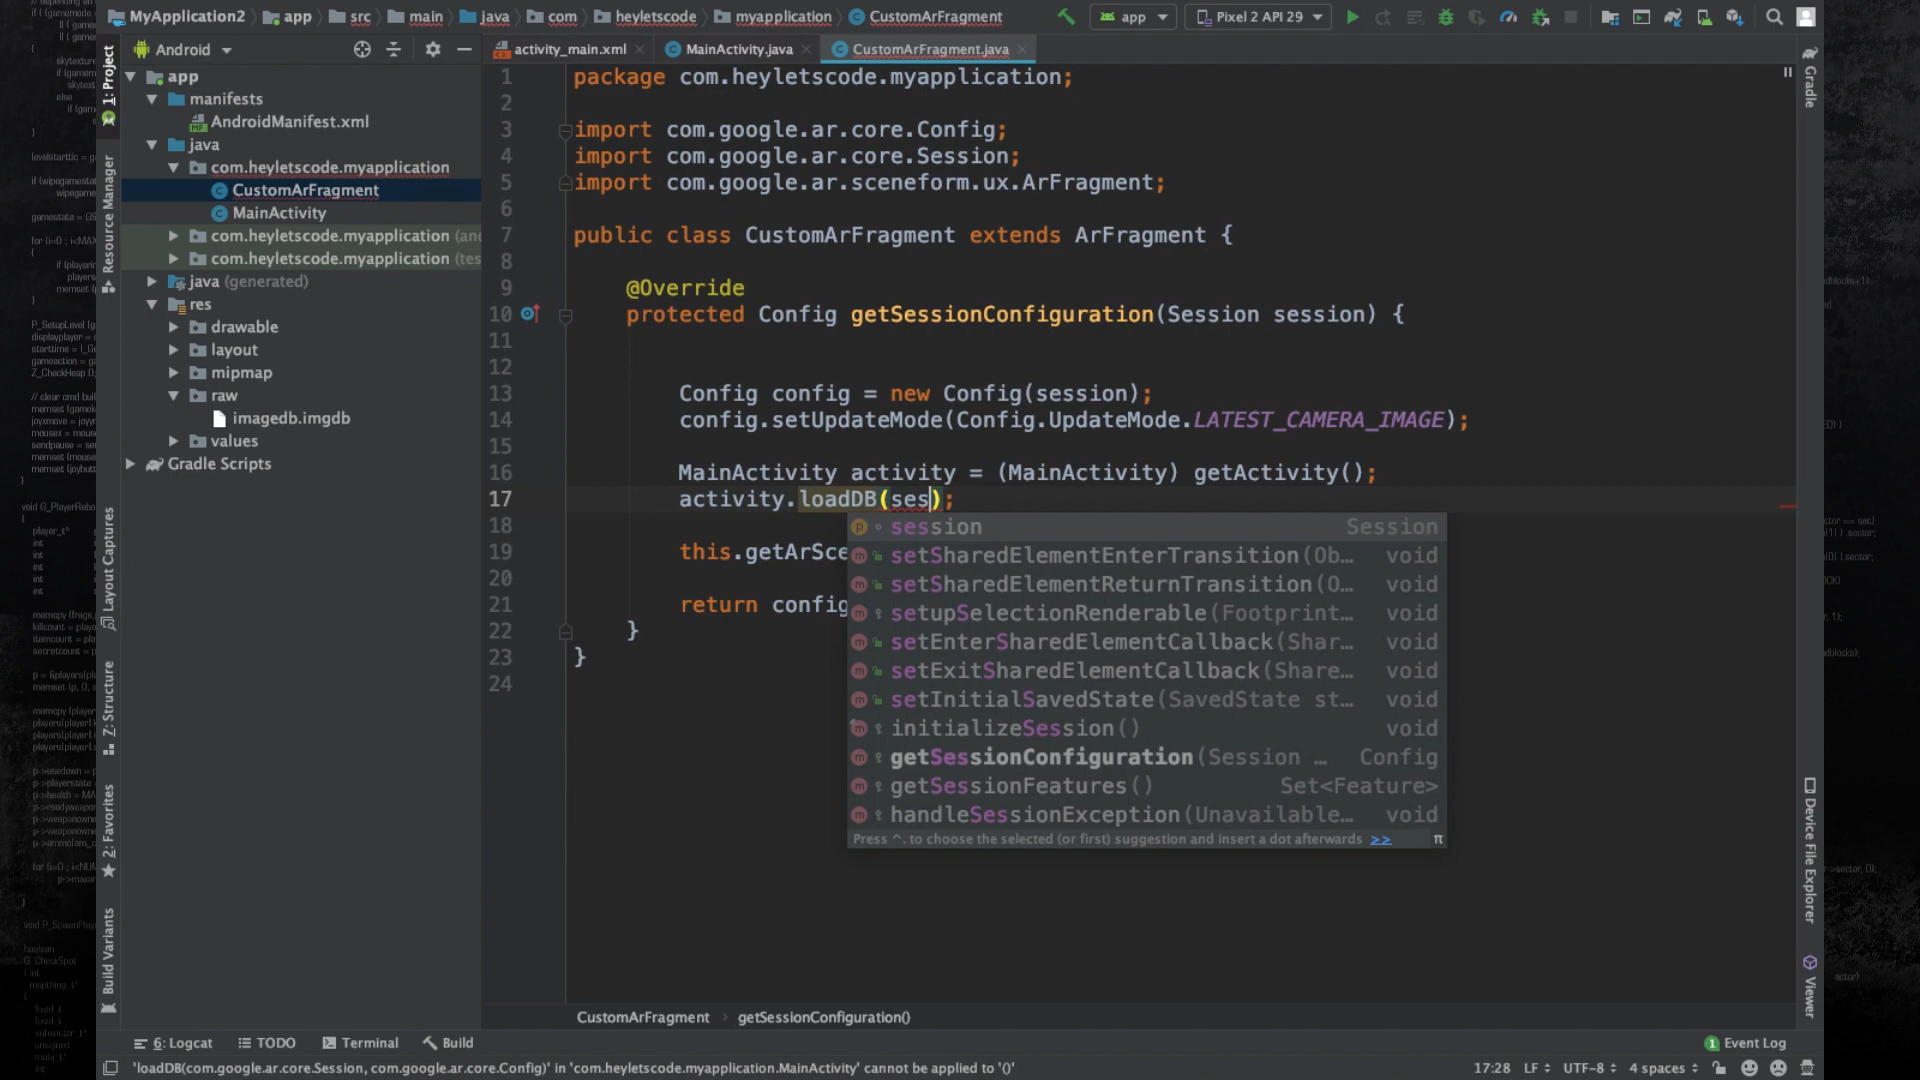 MyApplication2 app src main java com heyletscode myapplication CustomArFragment app Pixel 2 API 29
Android activity_main.xml MainActivity.java CustomArFragment.java
1: Project
Resource Manager
Layout Captures
Z: Structure
2: Favorites
Build Variants
app
manifests
AndroidManifest.xml
java
com.heyletscode.myapplication
CustomArFragment
MainActivity
com.heyletscode.myapplication (and
com.heyletscode.myapplication (tes
java (generated)
res
drawable
layout
mipmap
raw
imagedb.imgdb
values
Gradle Scripts
1 package com.heyletscode.myapplication;
2
3 import com.google.ar.core.Config;
4 import com.google.ar.core.Session;
5 import com.google.ar.sceneform.ux.ArFragment;
6
7 public class CustomArFragment extends ArFragment {
8
9 @Override
10 protected Config getSessionConfiguration(Session session) {
11
12
13 Config config = new Config(session);
14 config.setUpdateMode(Config.UpdateMode.LATEST_CAMERA_IMAGE);
15
16 MainActivity activity = (MainActivity) getActivity();
17 activity.loadDB(ses);
18
19 this.getArSce
20
21 return config
22 }
23 }
24
session Session
setSharedElementEnterTransition(Ob… void
setSharedElementReturnTransition(O… void
setupSelectionRenderable(Footprint… void
setEnterSharedElementCallback(Shar… void
setExitSharedElementCallback(Share… void
setInitialSavedState(SavedState st… void
initializeSession() void
getSessionConfiguration(Session … Config
getSessionFeatures() Set<Feature>
handleSessionException(Unavailable… void
Press ^. to choose the selected (or first) suggestion and insert a dot afterwards >> π
Gradle
Device File Explorer
Viewer
CustomArFragment › getSessionConfiguration()
6: Logcat TODO Terminal Build 1 Event Log
'loadDB(com.google.ar.core.Session, com.google.ar.core.Config)' in 'com.heyletscode.myapplication.MainActivity' cannot be applied to '()' 17:28 LF UTF-8 4 spaces